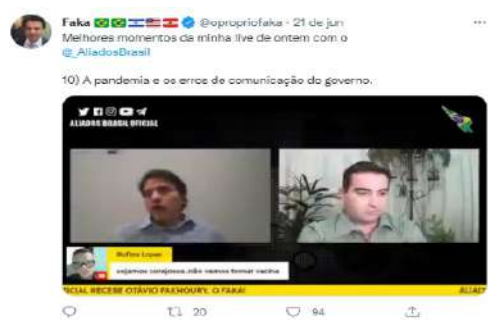 Faka @opropriofaka · 21 de jun
Melhores momentos da minha live de ontem com o
@_AliadosBrasil
10) A pandemia e os erros de comunicação do governo.
ALIADOS BRASIL OFICIAL
Rufino Lopes
sejamos corajosos..não vamos tomar vacina
CIAL RECEBE OTÁVIO FAKHOURY, O FAKA!
ALIAD
20
94